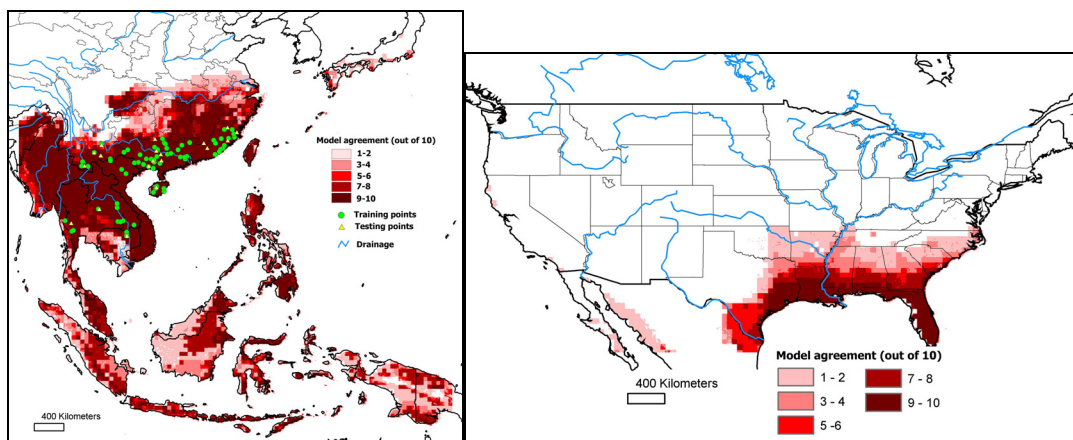 Model agreement (out of 10)
1-2
3-4
5-6
7-8
9-10
Training points
Testing points
Drainage
400 Kilometers
400 Kilometers
Model agreement (out of 10)
1 - 2
3 - 4
5 -6
7 - 8
9 - 10